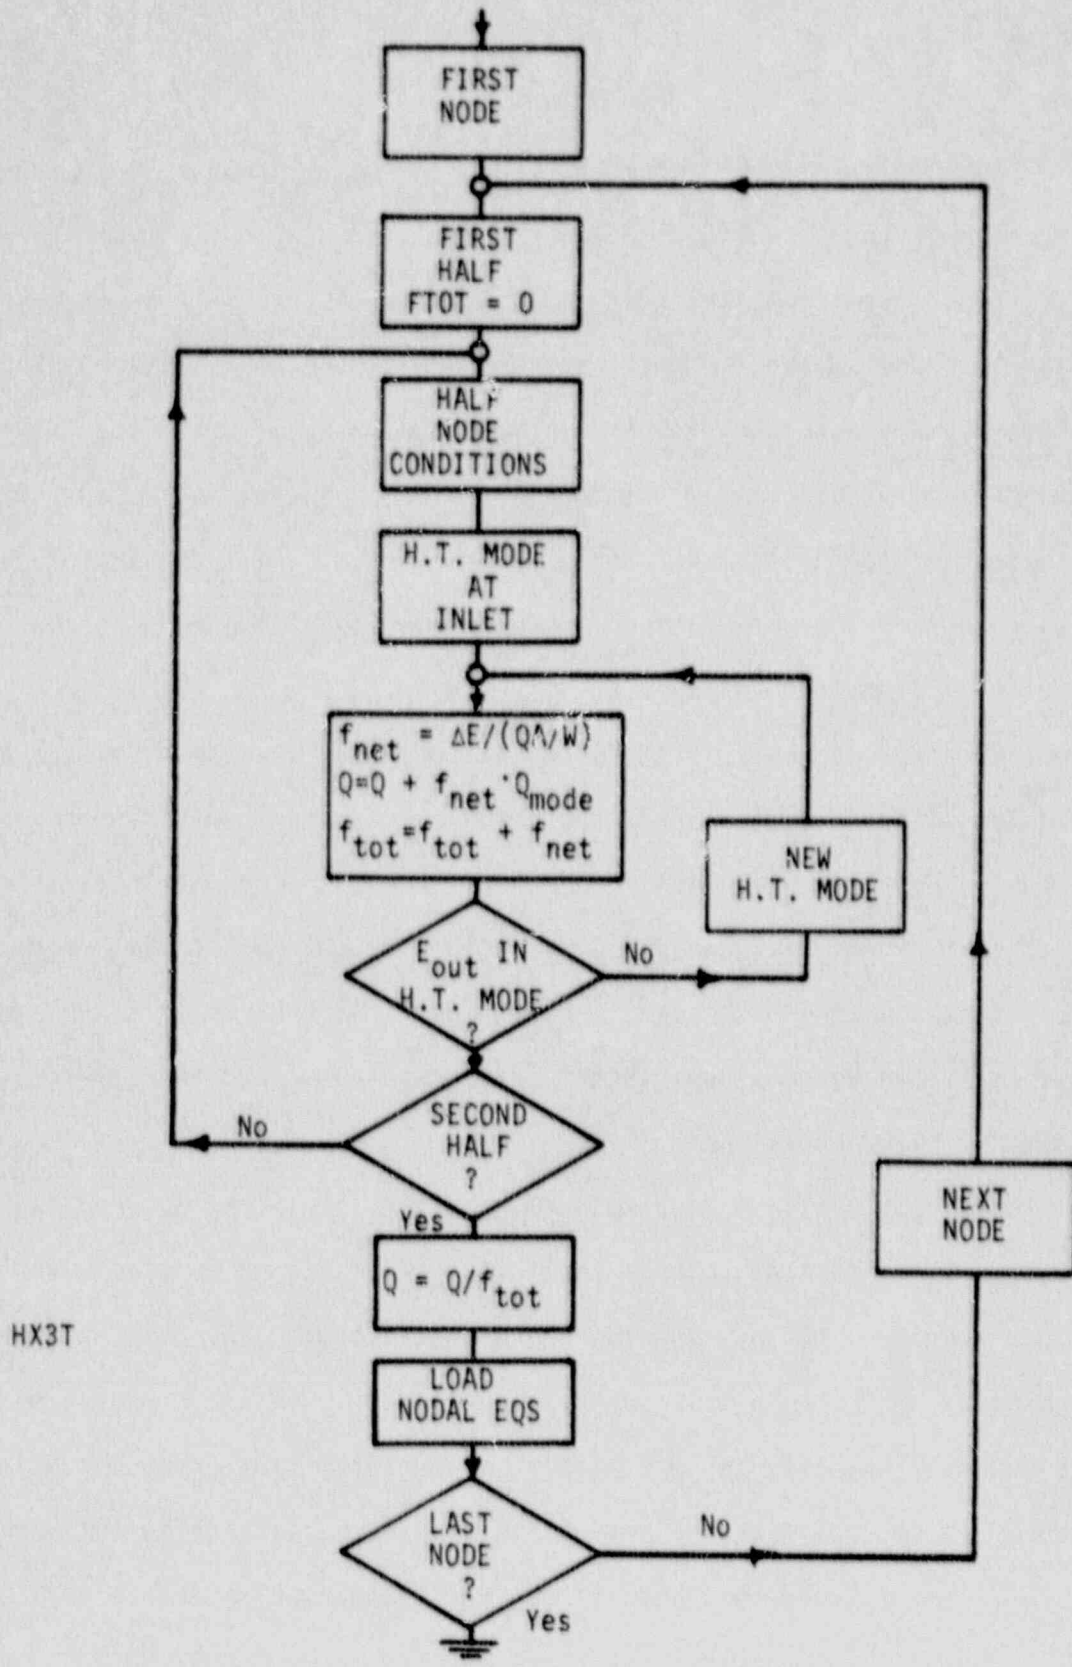 FIRST
NODE
FIRST
HALF
FTOT = 0
HALF
NODE
CONDITIONS
H.T. MODE
AT
INLET
f_net = ΔE/(QΛ/W)
Q=Q + f_net·Q_mode
f_tot=f_tot + f_net
NEW
H.T. MODE
E_out IN
H.T. MODE
?
No
SECOND
HALF
?
No
Yes
NEXT
NODE
Q = Q/f_tot
HX3T
LOAD
NODAL EQS
LAST
NODE
?
No
Yes